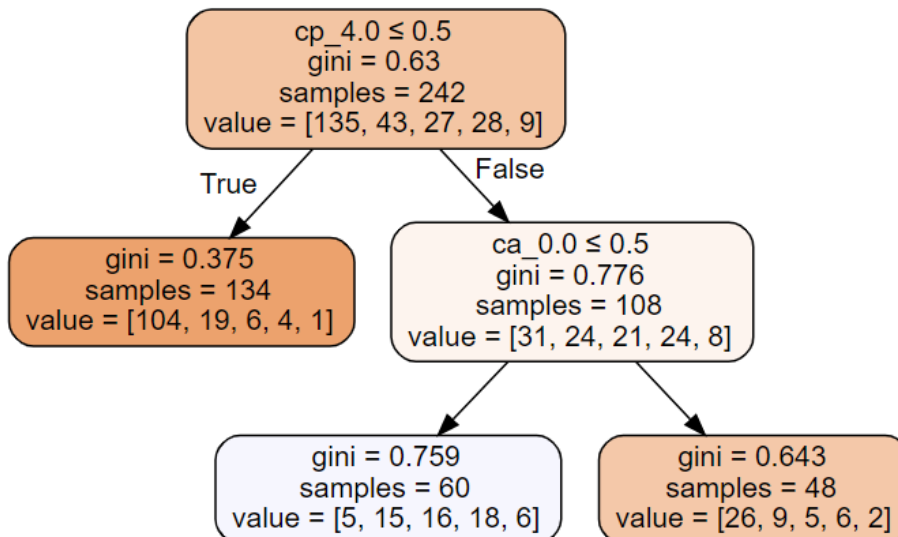 cp_4.0 ≤ 0.5
gini = 0.63
samples = 242
value = [135, 43, 27, 28, 9]
True
False
gini = 0.375
samples = 134
value = [104, 19, 6, 4, 1]
ca_0.0 ≤ 0.5
gini = 0.776
samples = 108
value = [31, 24, 21, 24, 8]
gini = 0.759
samples = 60
value = [5, 15, 16, 18, 6]
gini = 0.643
samples = 48
value = [26, 9, 5, 6, 2]